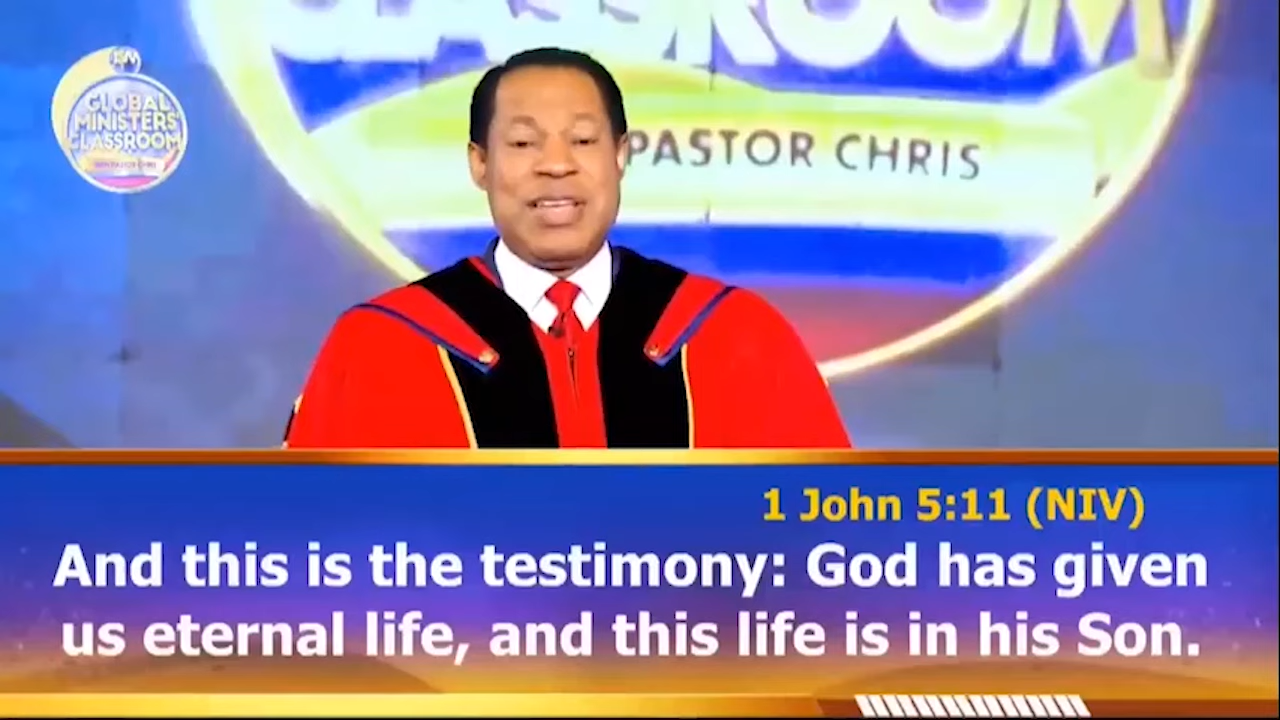 GLOBAL
MINISTERS'
CLASSROOM
CLASSROOM
PASTOR CHRIS
1 John 5:11 (NIV)
And this is the testimony: God has given
us eternal life, and this life is in his Son.